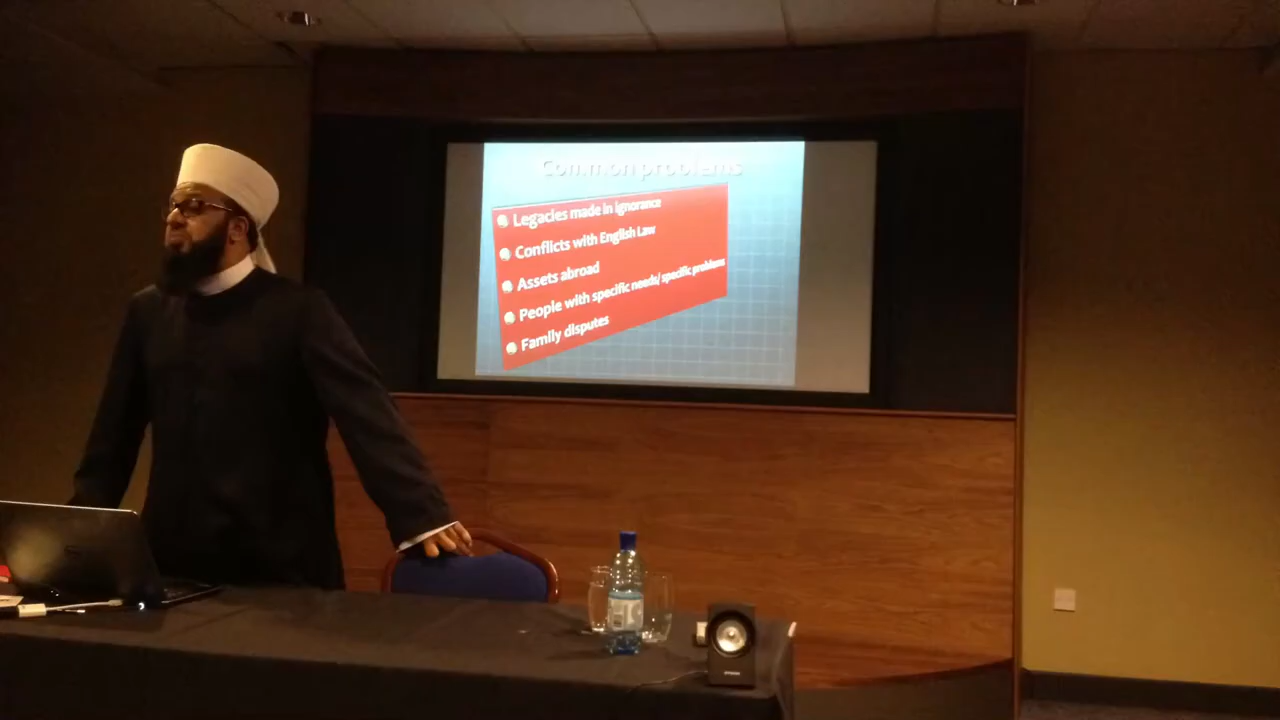 Common problems
Legacies made in ignorance
Conflicts with English Law
Assets abroad
People with specific needs/ specific problems
Family disputes